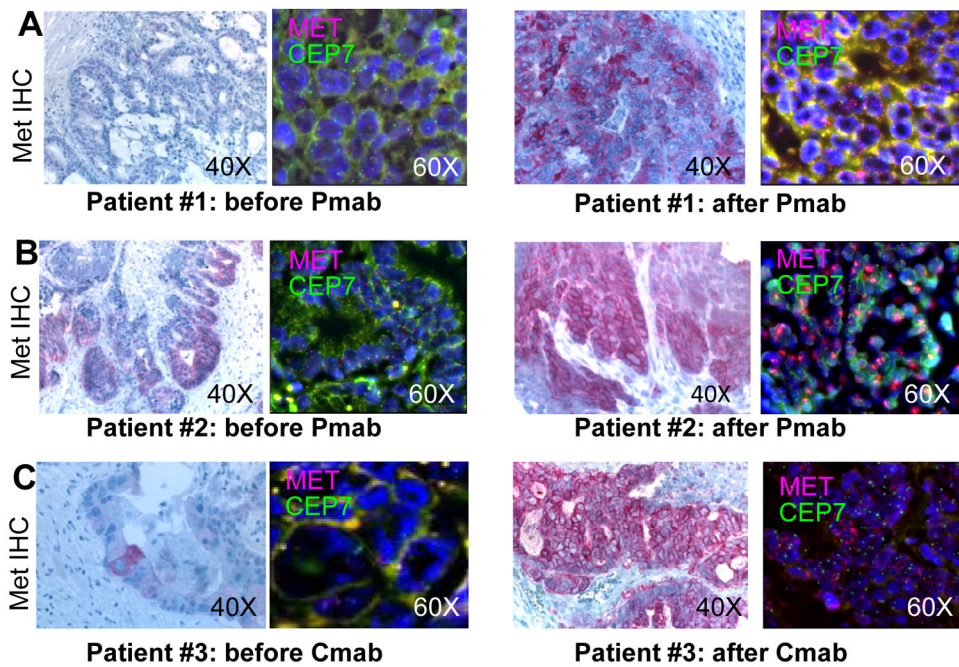 A
Met IHC
40X
MET
CEP7
60X
40X
MET
CEP7
60X
Patient #1: before Pmab
Patient #1: after Pmab
B
Met IHC
40X
MET
CEP7
60X
40X
MET
CEP7
60X
Patient #2: before Pmab
Patient #2: after Pmab
C
Met IHC
40X
MET
CEP7
60X
40X
MET
CEP7
60X
Patient #3: before Cmab
Patient #3: after Cmab